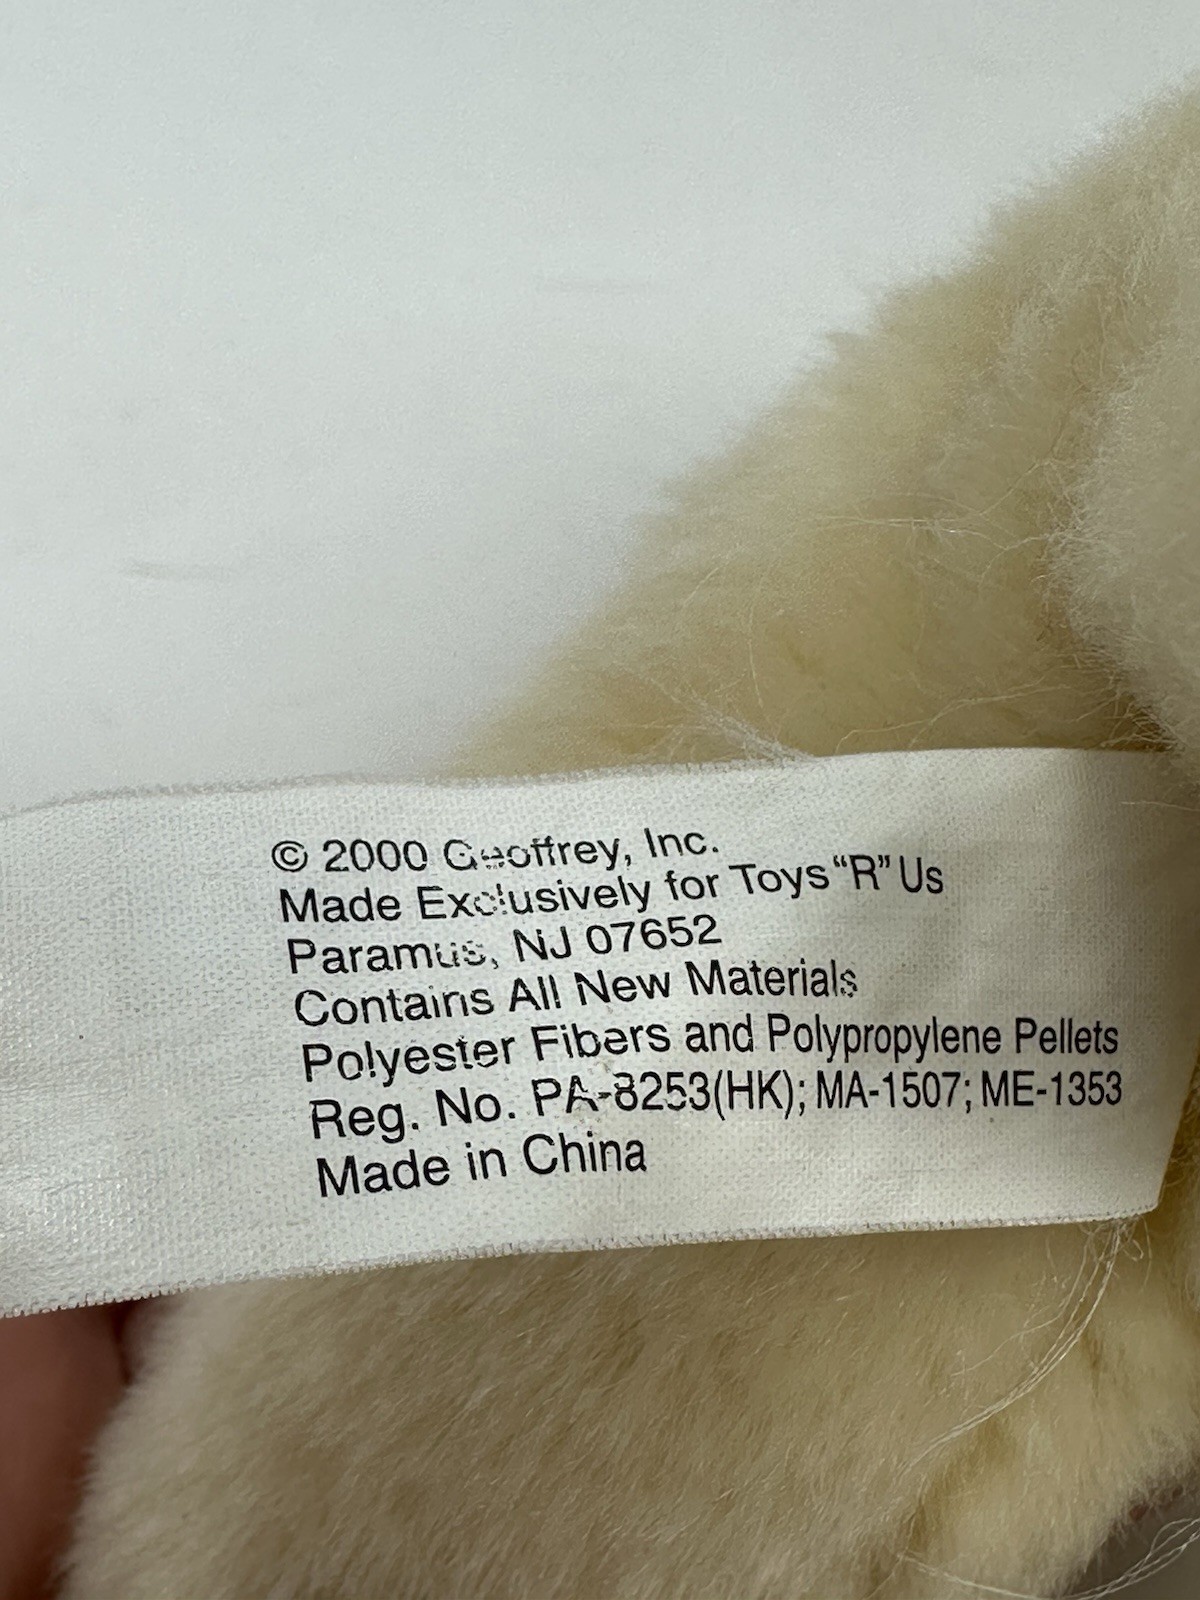 © 2000 Geoffrey, Inc.
Made Exclusively for Toys “R” Us
Paramus, NJ 07652
Contains All New Materials
Polyester Fibers and Polypropylene Pellets
Reg. No. PA-8253(HK); MA-1507; ME-1353
Made in China